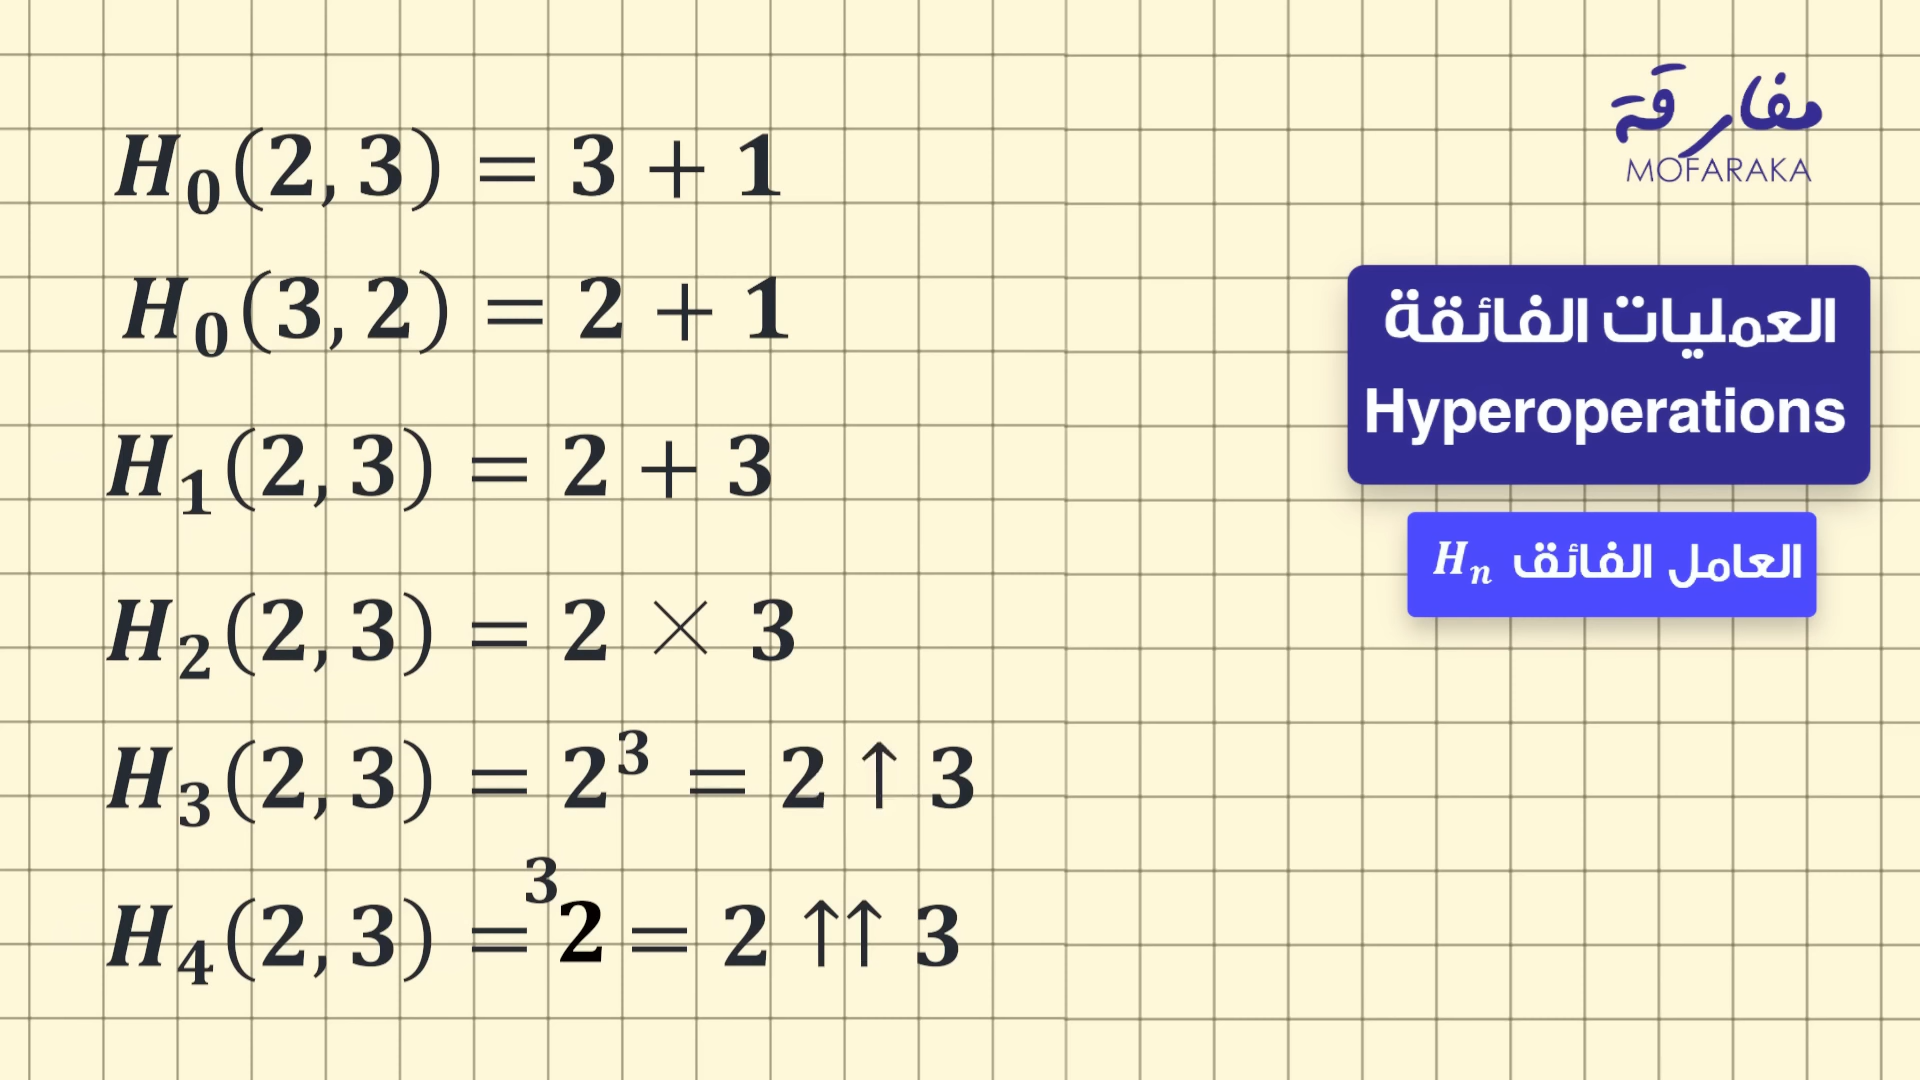 H₀(2, 3) = 3 + 1
H₀(3, 2) = 2 + 1
H₁(2, 3) = 2 + 3
H₂(2, 3) = 2 × 3
H₃(2, 3) = 2³ = 2 ↑ 3
H₄(2, 3) = ³2 = 2 ↑↑ 3
مفارقة
MOFARAKA
العمليات الفائقة
Hyperoperations
العامل الفائق Hₙ